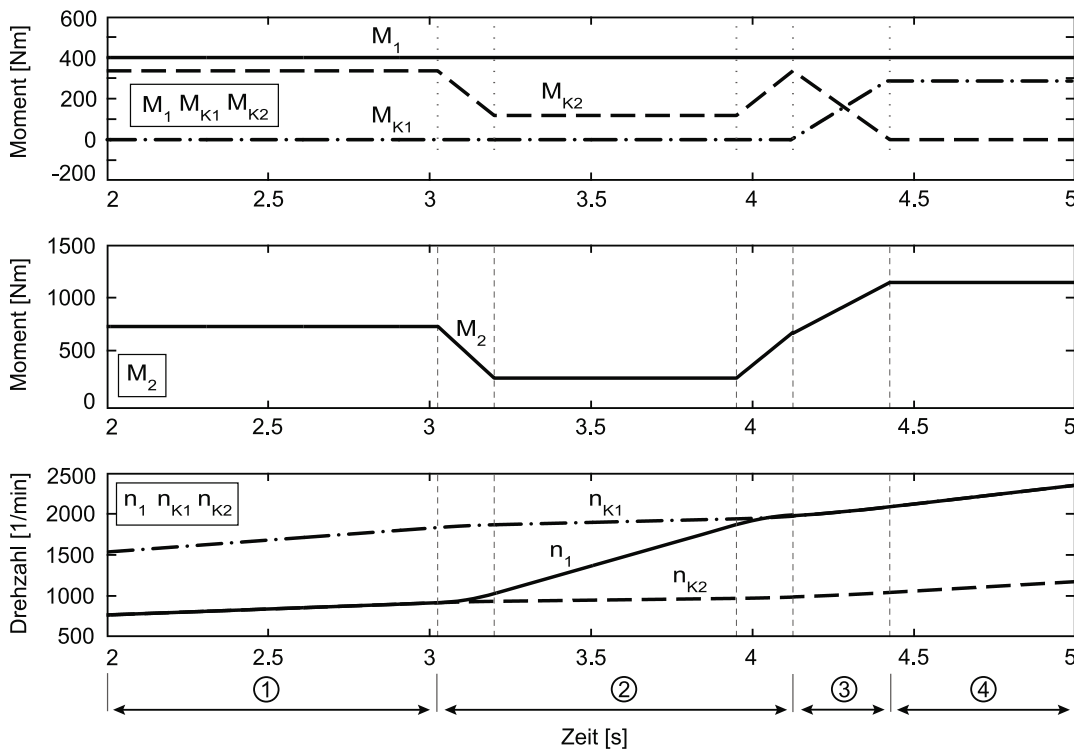 Moment [Nm]
600
400
200
0
-200
M1
M1 MK1 MK2
MK1
MK2
2 2.5 3 3.5 4 4.5 5
Moment [Nm]
1500
1000
500
0
M2
M2
2 2.5 3 3.5 4 4.5 5
Drehzahl [1/min]
2500
2000
1500
1000
500
n1 nK1 nK2
nK1
n1
nK2
2 2.5 3 3.5 4 4.5 5
① ② ③ ④
Zeit [s]